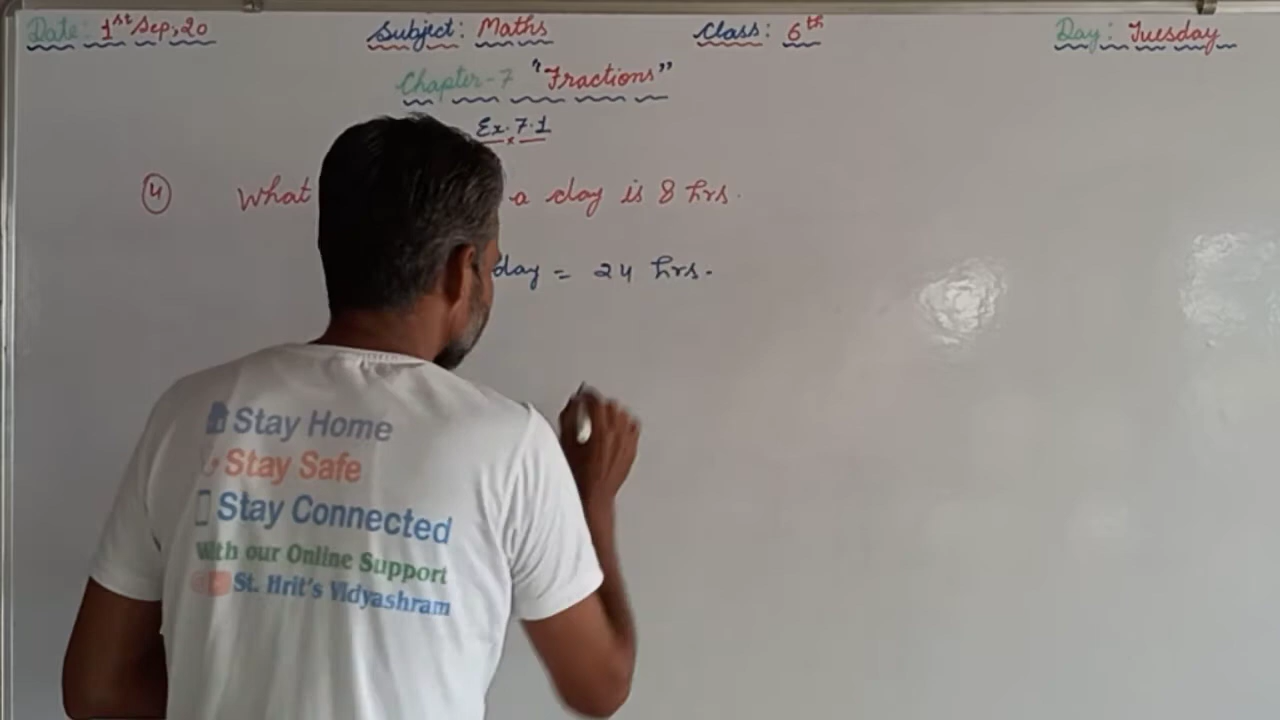 Date: 1st Sep,20 Subject: Maths Class: 6th Day: Tuesday
Chapter-7 "Fractions"
Ex. 7.1
4 What a day is 8 hrs.
day = 24 hrs.
Stay Home
Stay Safe
Stay Connected
With our Online Support
St. Hrit's Vidyashram